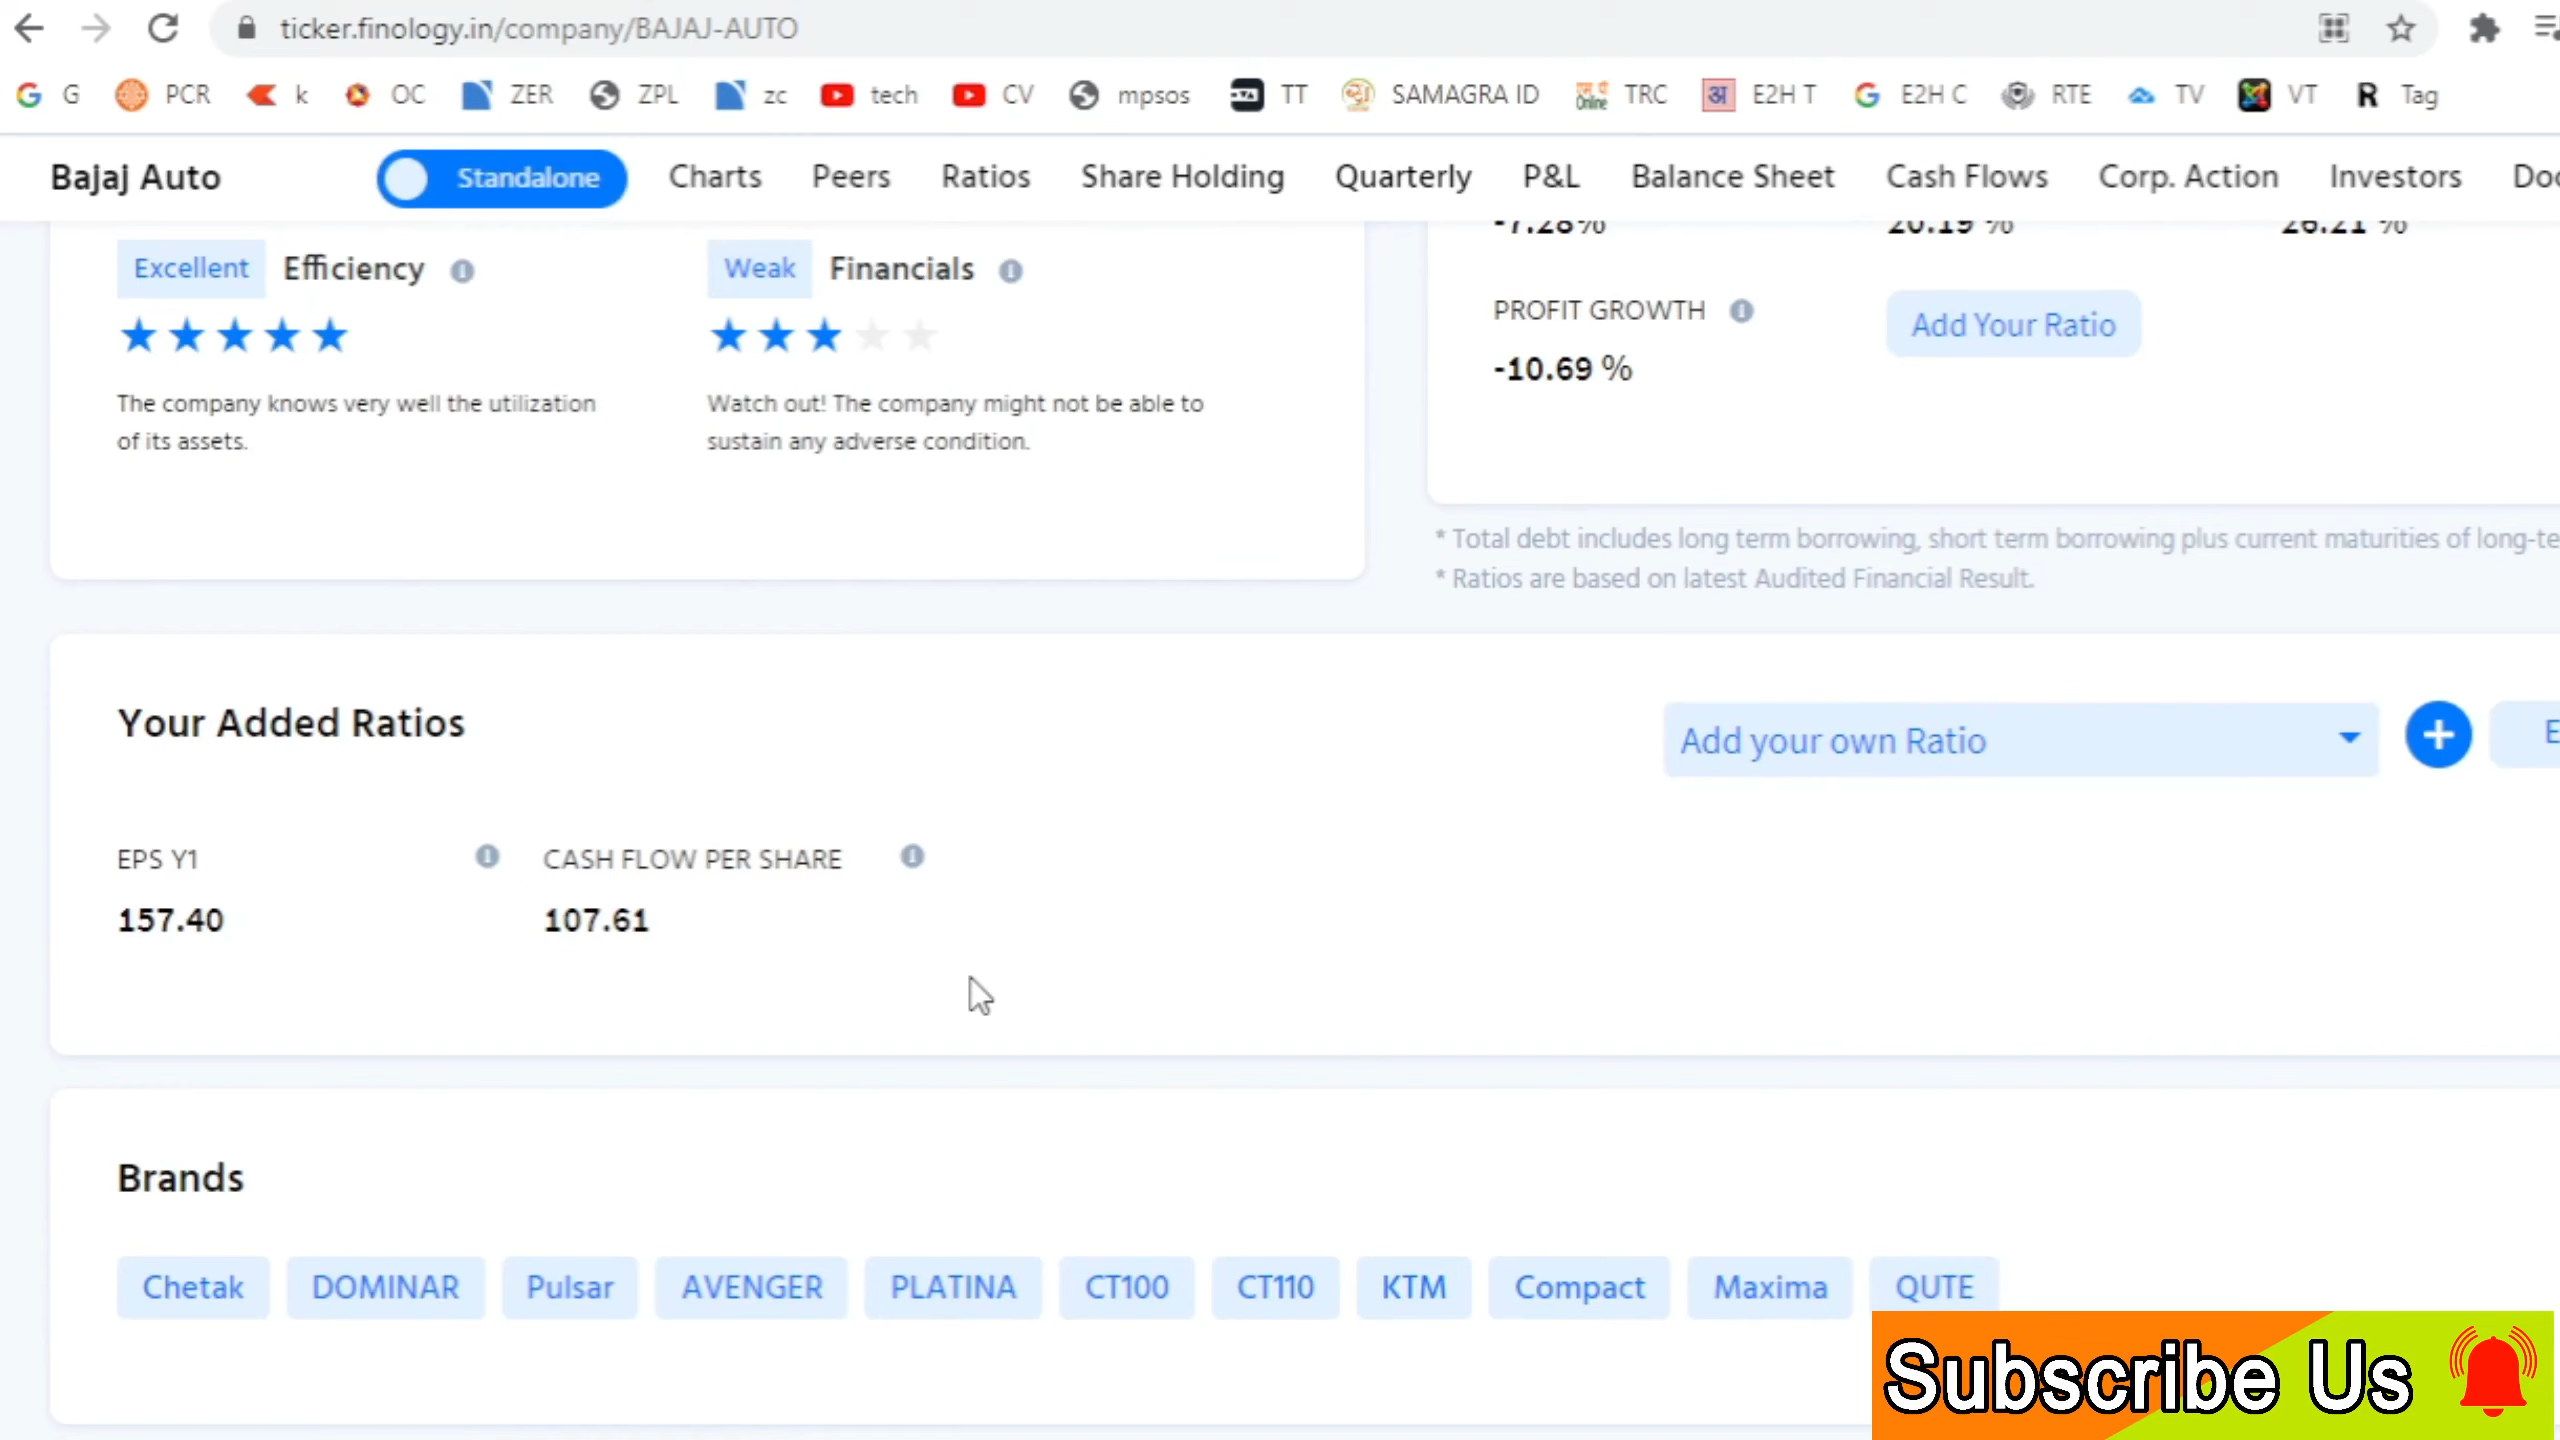 ticker.finology.in/company/BAJAJ-AUTO
G PCR k OC ZER ZPL zc tech CV mpsos TT SAMAGRA ID TRC E2H T E2H C RTE TV VT Tag
Bajaj Auto Standalone Charts Peers Ratios Share Holding Quarterly P&L Balance Sheet Cash Flows Corp. Action Investors
-7.28% 20.19 % 26.21 %
Excellent Efficiency
Weak Financials
The company knows very well the utilization
of its assets.
Watch out! The company might not be able to
sustain any adverse condition.
PROFIT GROWTH
-10.69 %
Add Your Ratio
* Total debt includes long term borrowing, short term borrowing plus current maturities of long-te
* Ratios are based on latest Audited Financial Result.
Your Added Ratios
Add your own Ratio
+
EPS Y1
157.40
CASH FLOW PER SHARE
107.61
Brands
Chetak DOMINAR Pulsar AVENGER PLATINA CT100 CT110 KTM Compact Maxima QUTE
Subscribe Us